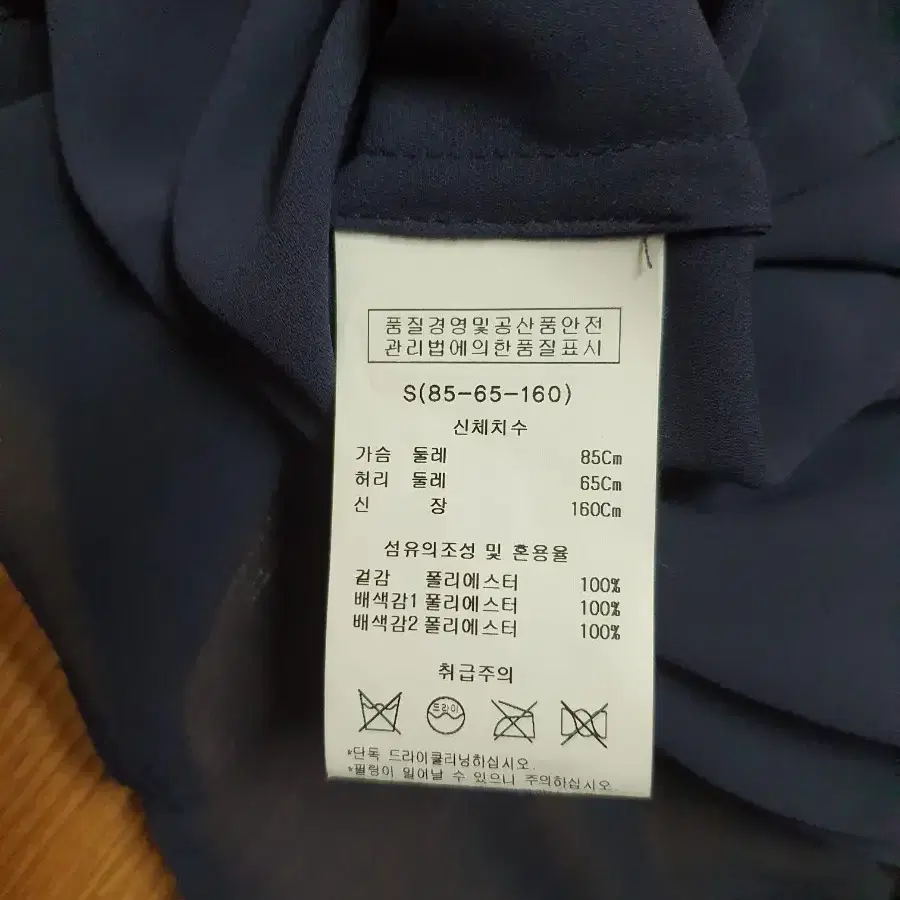 품질경영및공산품안전
관리법에의한품질표시
S(85-65-160)
신체치수
가슴 둘레 85Cm
허리 둘레 65Cm
신 장 160Cm
섬유의조성 및 혼용율
겉감 폴리에스터 100%
배색감1 폴리에스터 100%
배색감2 폴리에스터 100%
취급주의
드라이
*단독 드라이쿨리닝하십시오.
*필링이 일어날 수 있으니 주의하십시오.